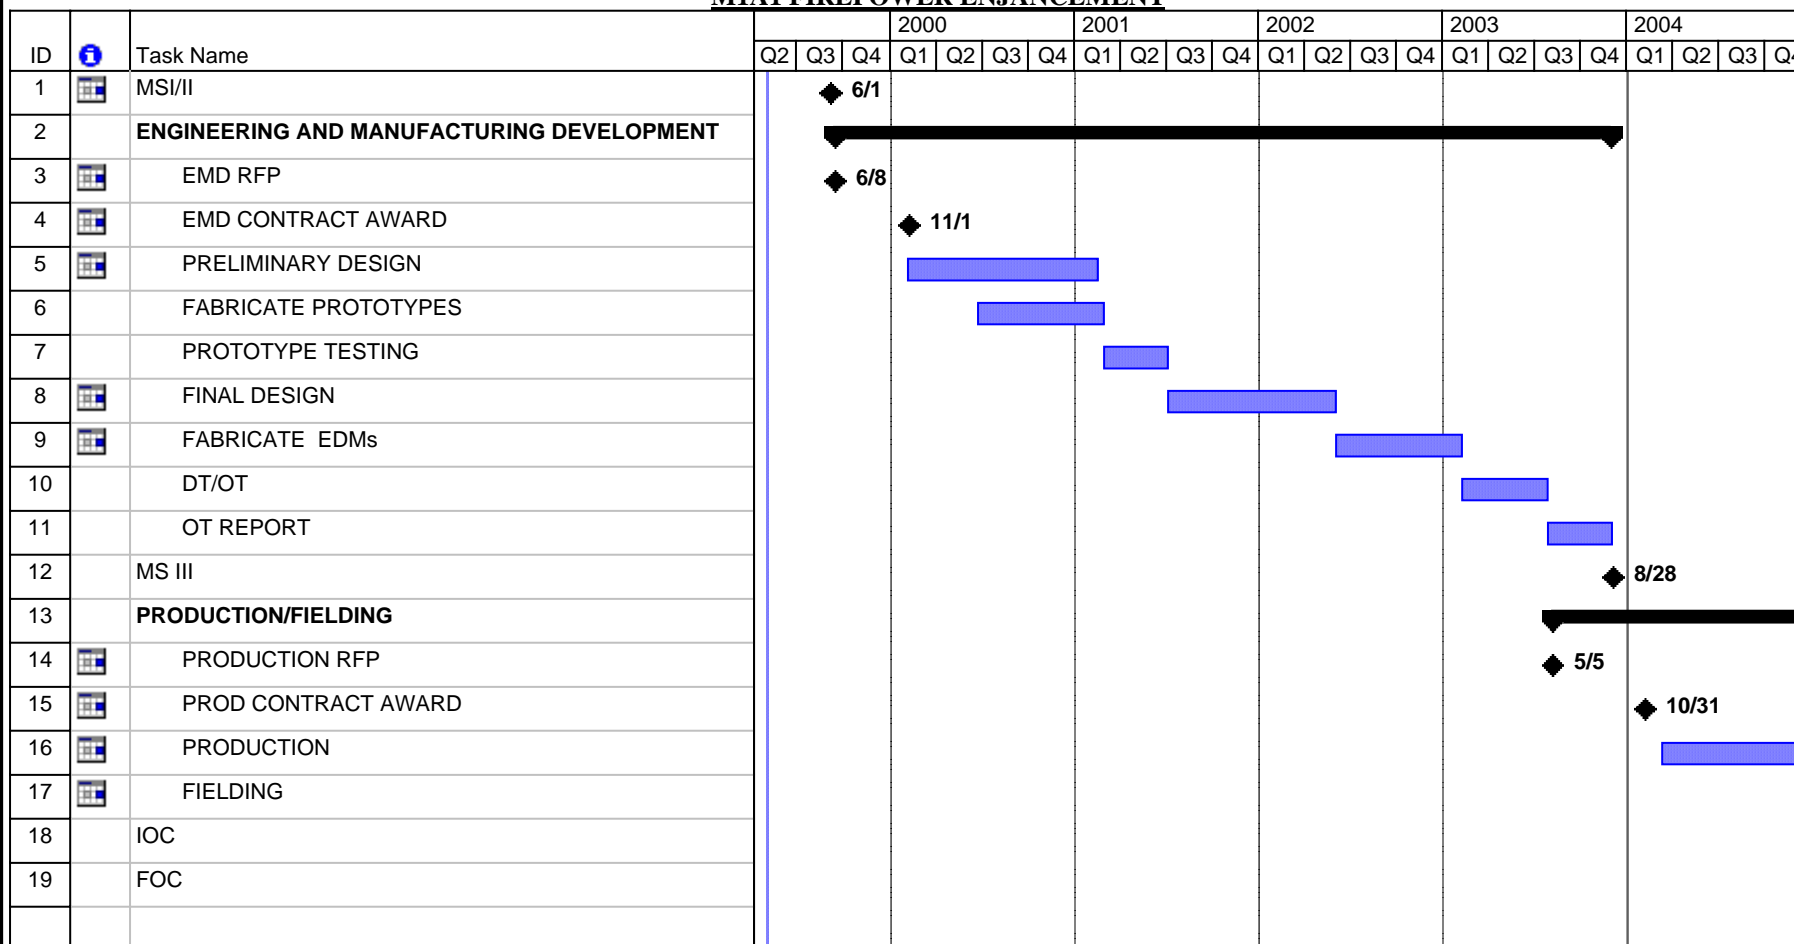 M1A1 FIREPOWER ENJANCEMENT
2000 2001 2002 2003 2004
ID Task Name Q2 Q3 Q4 Q1 Q2 Q3 Q4 Q1 Q2 Q3 Q4 Q1 Q2 Q3 Q4 Q1 Q2 Q3 Q4 Q1 Q2 Q3 Q4
1 MSI/II 6/1
2 ENGINEERING AND MANUFACTURING DEVELOPMENT
3 EMD RFP 6/8
4 EMD CONTRACT AWARD 11/1
5 PRELIMINARY DESIGN
6 FABRICATE PROTOTYPES
7 PROTOTYPE TESTING
8 FINAL DESIGN
9 FABRICATE EDMs
10 DT/OT
11 OT REPORT
12 MS III 8/28
13 PRODUCTION/FIELDING
14 PRODUCTION RFP 5/5
15 PROD CONTRACT AWARD 10/31
16 PRODUCTION
17 FIELDING
18 IOC
19 FOC